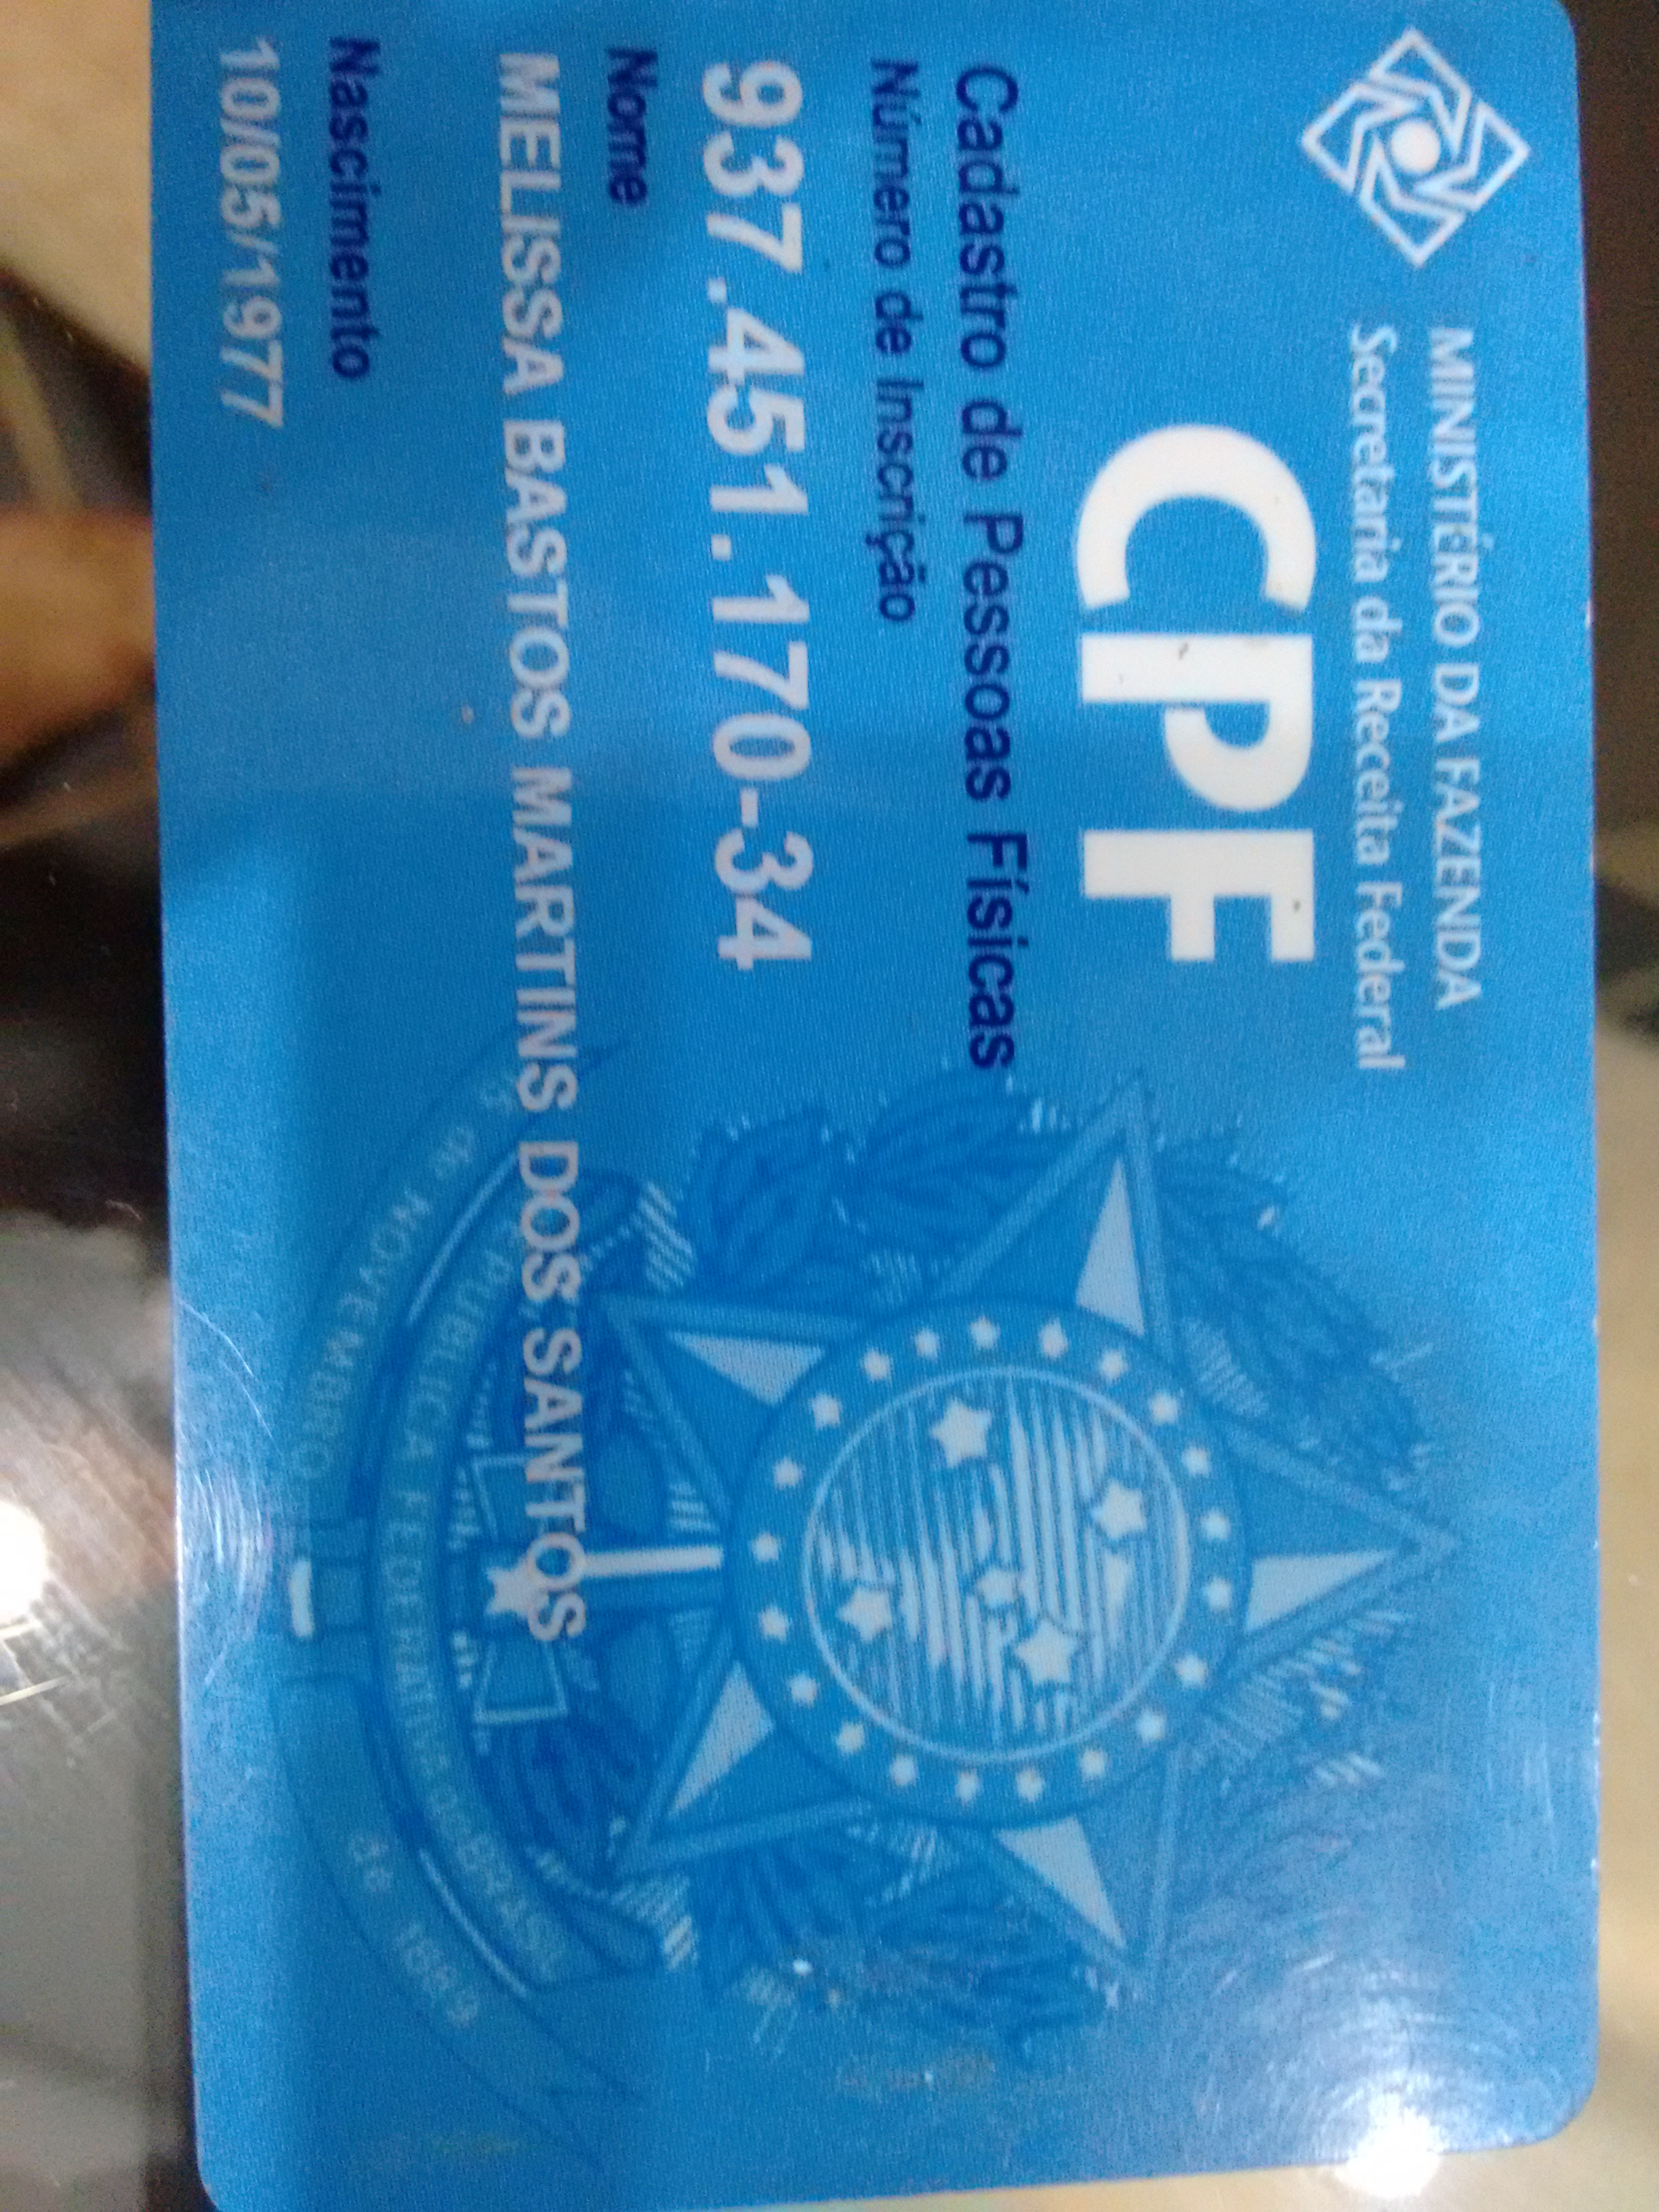 MINISTÉRIO DA FAZENDA
Secretaria da Receita Federal
CPF
Cadastro de Pessoas Físicas
Número de Inscrição
937.451.170-34
Nome
MELISSA BASTOS MARTINS DOS SANTOS
Nascimento
10/05/1977
REPUBLICA FEDERATIVA DO BRASIL
15 de NOVEMBRO de 1889